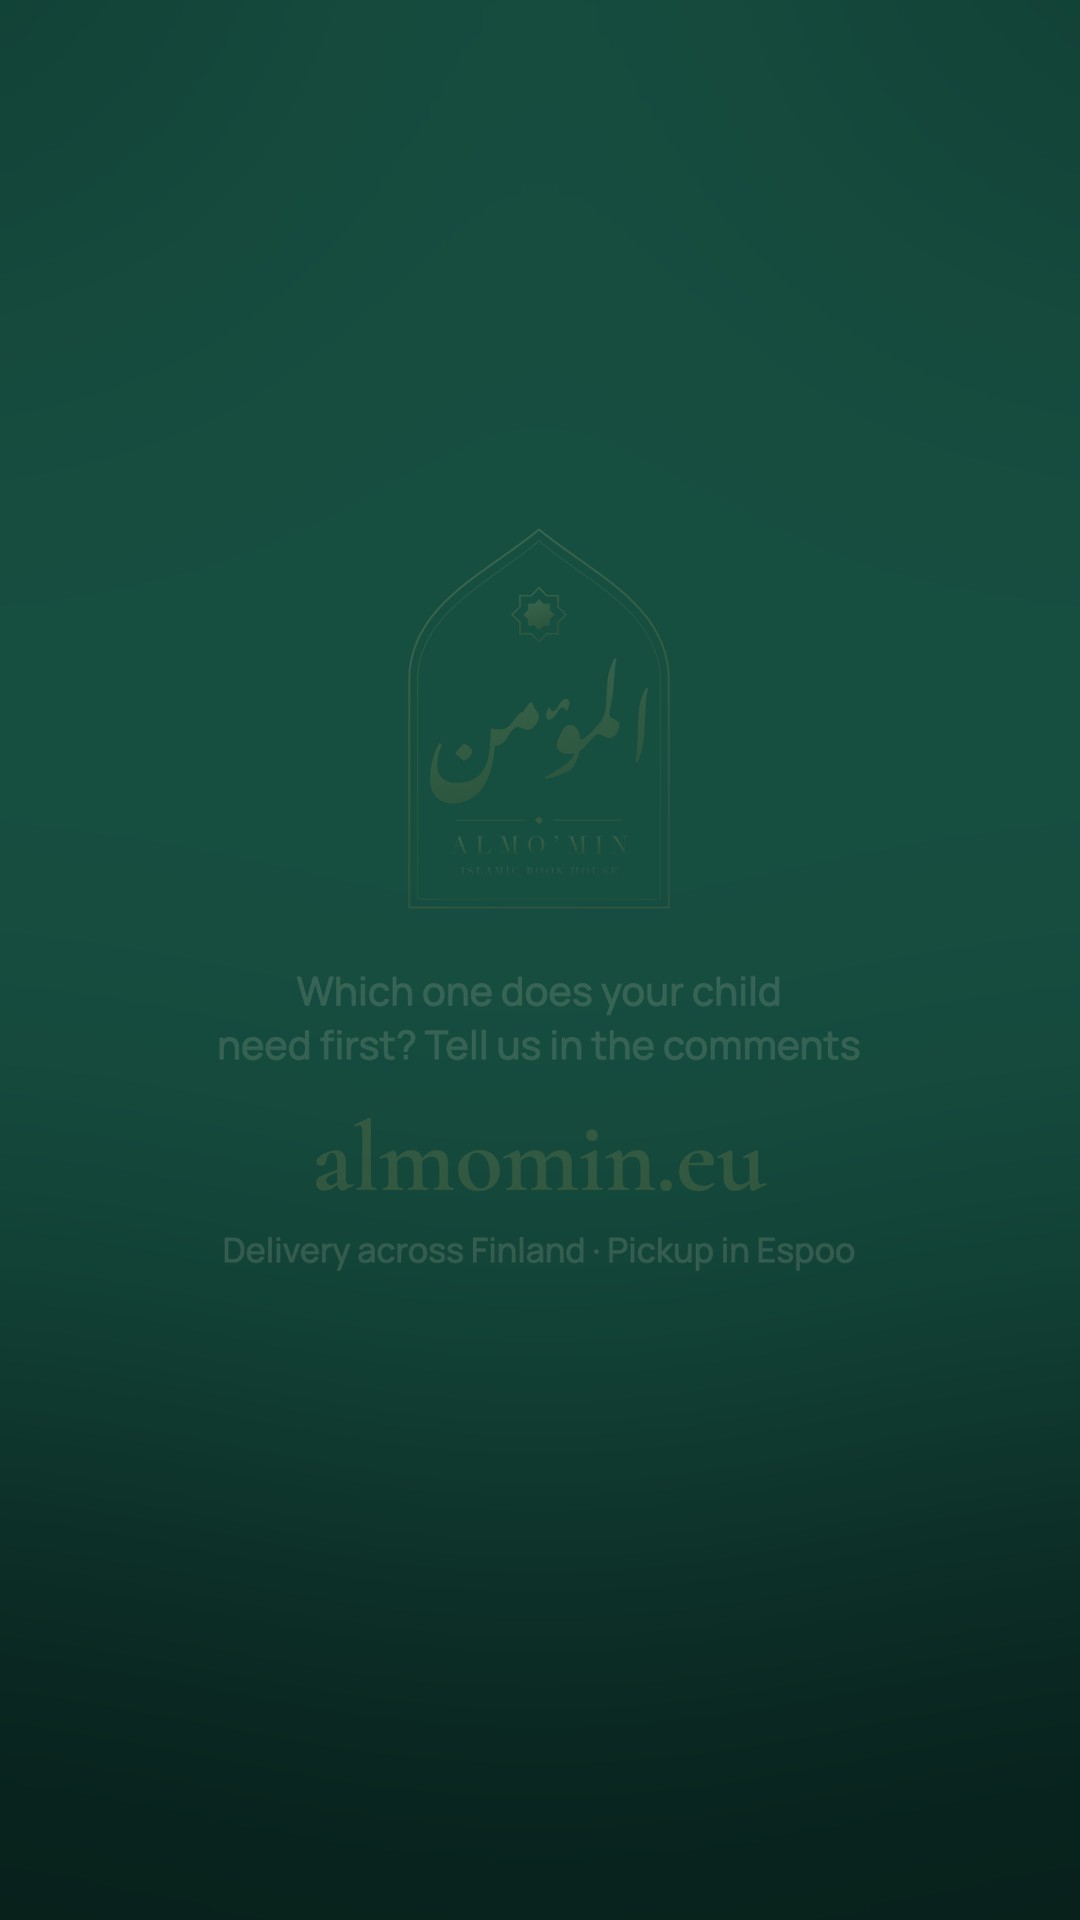 المؤمن
ALMO'MIN
ISLAMIC BOOK HOUSE
Which one does your child
need first? Tell us in the comments
almomin.eu
Delivery across Finland · Pickup in Espoo